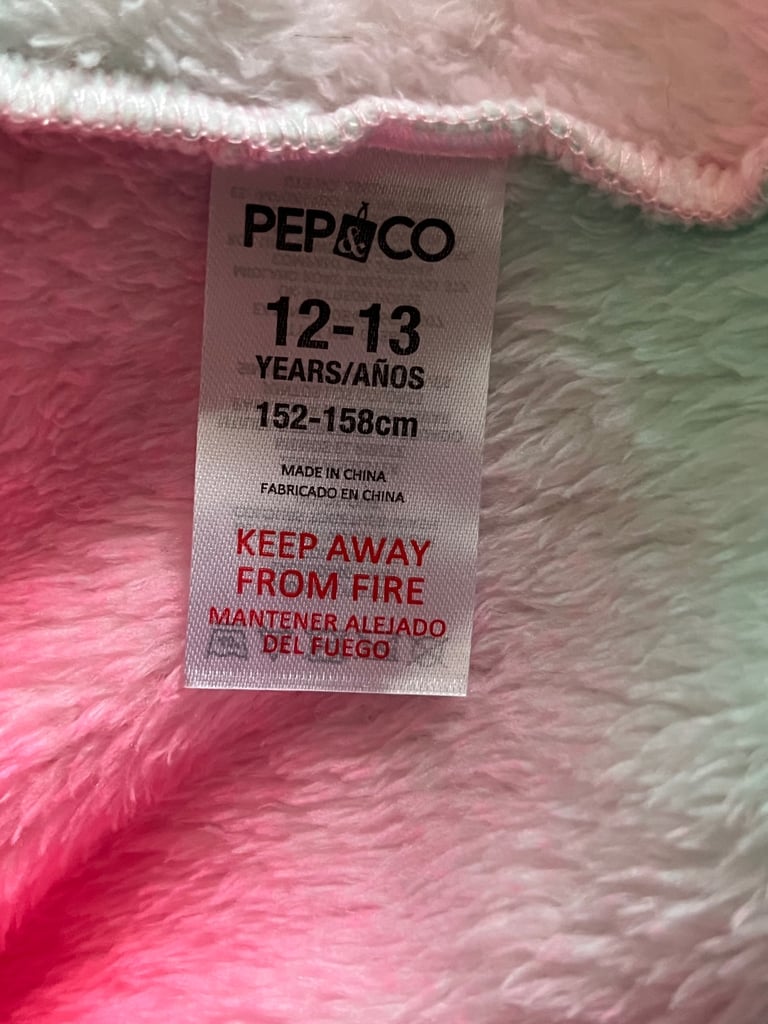 PEP&CO
12-13
YEARS/AÑOS
152-158cm
MADE IN CHINA
FABRICADO EN CHINA
KEEP AWAY
FROM FIRE
MANTENER ALEJADO
DEL FUEGO